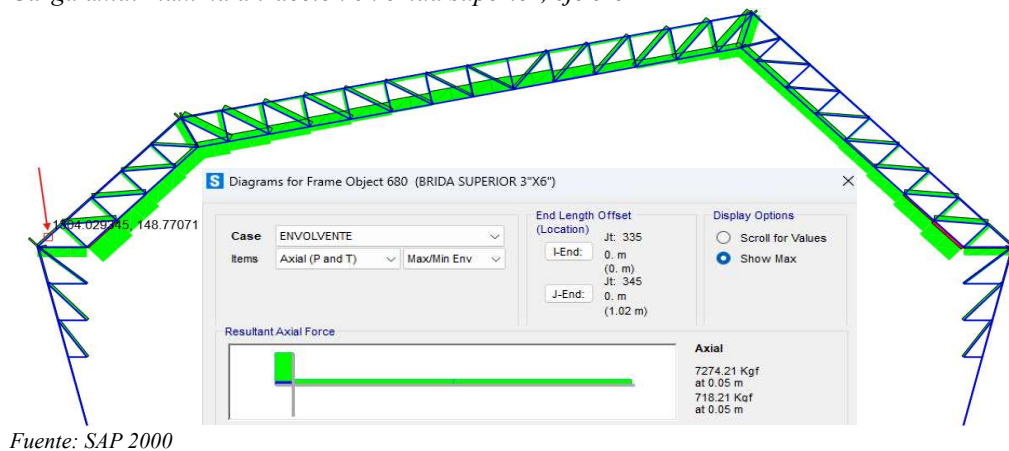 1304.029345, 148.77071
S Diagrams for Frame Object 680 (BRIDA SUPERIOR 3"X6")
Case ENVOLVENTE
Items Axial (P and T) Max/Min Env
End Length Offset
(Location)
Jt: 335
I-End: 0. m
(0. m)
Jt: 345
J-End: 0. m
(1.02 m)
Display Options
Scroll for Values
Show Max
Resultant Axial Force
Axial
7274.21 Kgf
at 0.05 m
718.21 Kgf
at 0.05 m
Fuente: SAP 2000